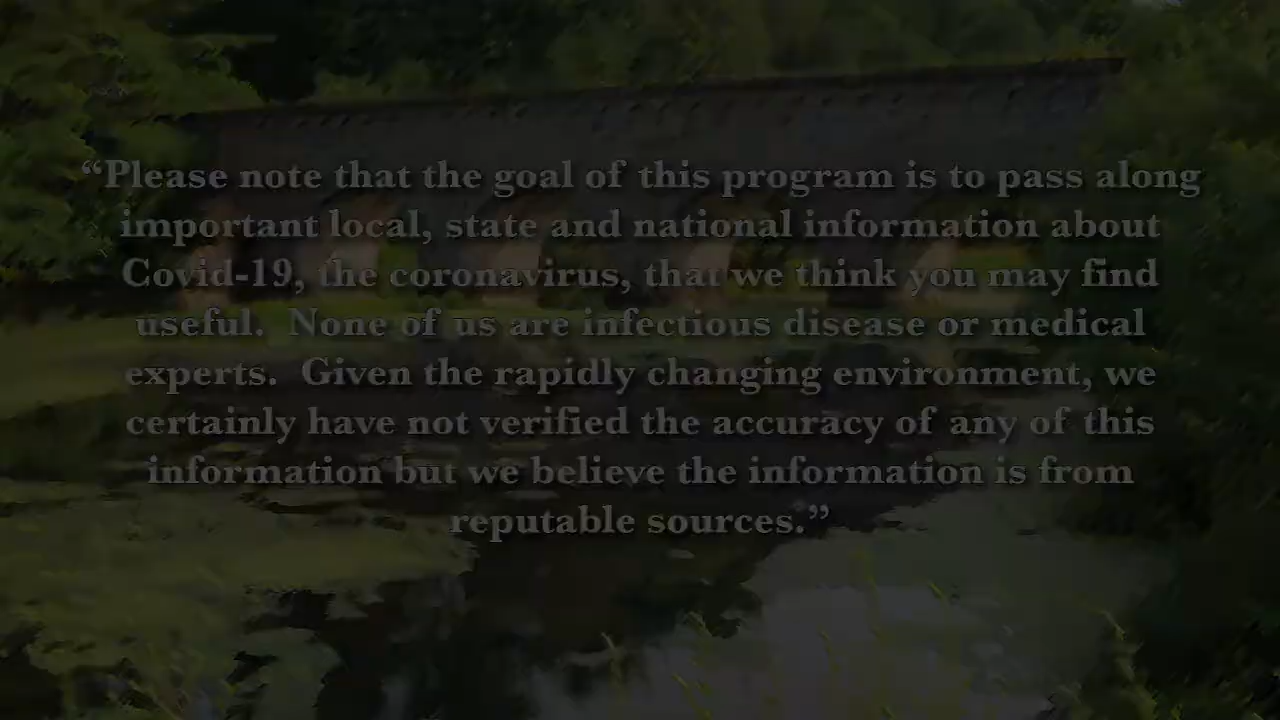 “Please note that the goal of this program is to pass along
important local, state and national information about
Covid-19, the coronavirus, that we think you may find
useful.  None of us are infectious disease or medical
experts.  Given the rapidly changing environment, we
certainly have not verified the accuracy of any of this
information but we believe the information is from
reputable sources.”